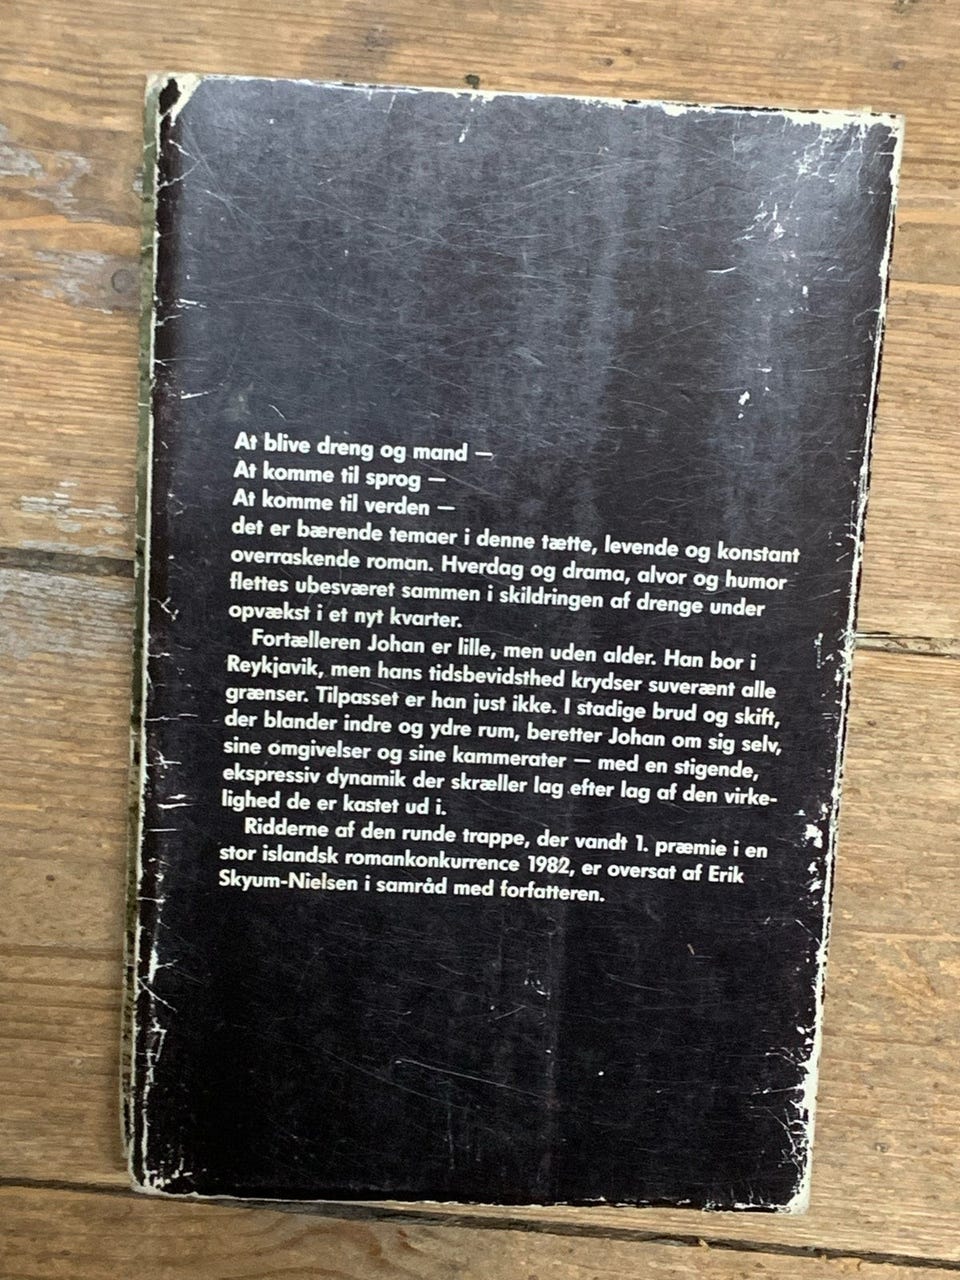 At blive dreng og mand —
At komme til sprog —
At komme til verden —
det er bærende temaer i denne tætte, levende og konstant
overraskende roman. Hverdag og drama, alvor og humor
flettes ubesværet sammen i skildringen af drenge under
opvækst i et nyt kvarter.
Fortælleren Johan er lille, men uden alder. Han bor i
Reykjavik, men hans tidsbevidsthed krydser suverænt alle
grænser. Tilpasset er han just ikke. I stadige brud og skift,
der blander indre og ydre rum, beretter Johan om sig selv,
sine omgivelser og sine kammerater — med en stigende,
ekspressiv dynamik der skræller lag efter lag af den virke-
lighed de er kastet ud i.
Ridderne af den runde trappe, der vandt 1. præmie i en
stor islandsk romankonkurrence 1982, er oversat af Erik
Skyum-Nielsen i samråd med forfatteren.